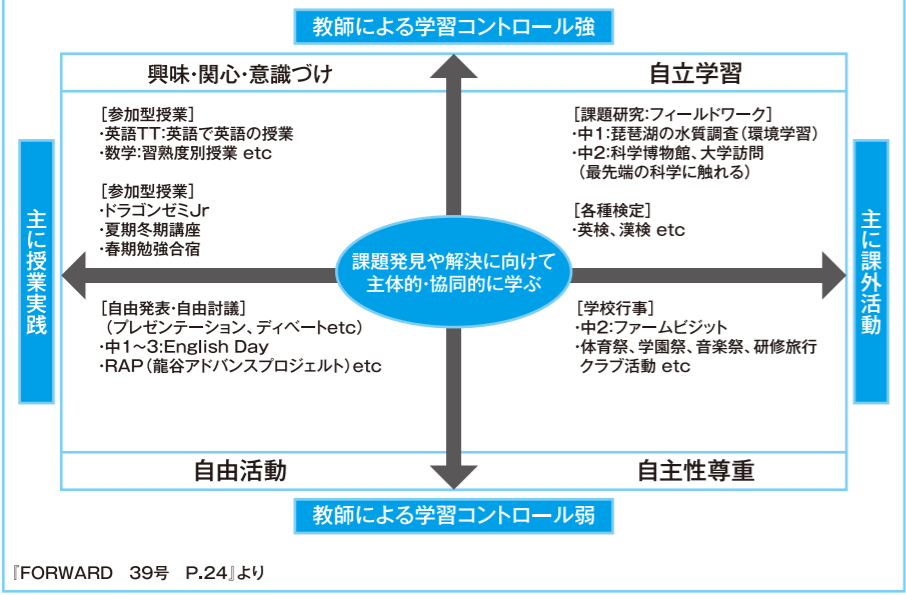 教師による学習コントロール強
興味・関心・意識づけ
自立学習
[参加型授業]
・英語TT:英語で英語の授業
・数学:習熟度別授業 etc
[参加型授業]
・ドラゴンゼミJr
・夏期冬期講座
・春期勉強合宿
[課題研究:フィールドワーク]
・中1:琵琶湖の水質調査(環境学習)
・中2:科学博物館、大学訪問
(最先端の科学に触れる)
[各種検定]
・英検、漢検 etc
主に授業実践
課題発見や解決に向けて
主体的・協同的に学ぶ
主に課外活動
[自由発表・自由討議]
(プレゼンテーション、ディベートetc)
・中1~3:English Day
・RAP(龍谷アドバンスプロジェルト)etc
[学校行事]
・中2:ファームビジット
・体育祭、学園祭、音楽祭、研修旅行
クラブ活動 etc
自由活動
自主性尊重
教師による学習コントロール弱
『FORWARD 39号 P.24』より